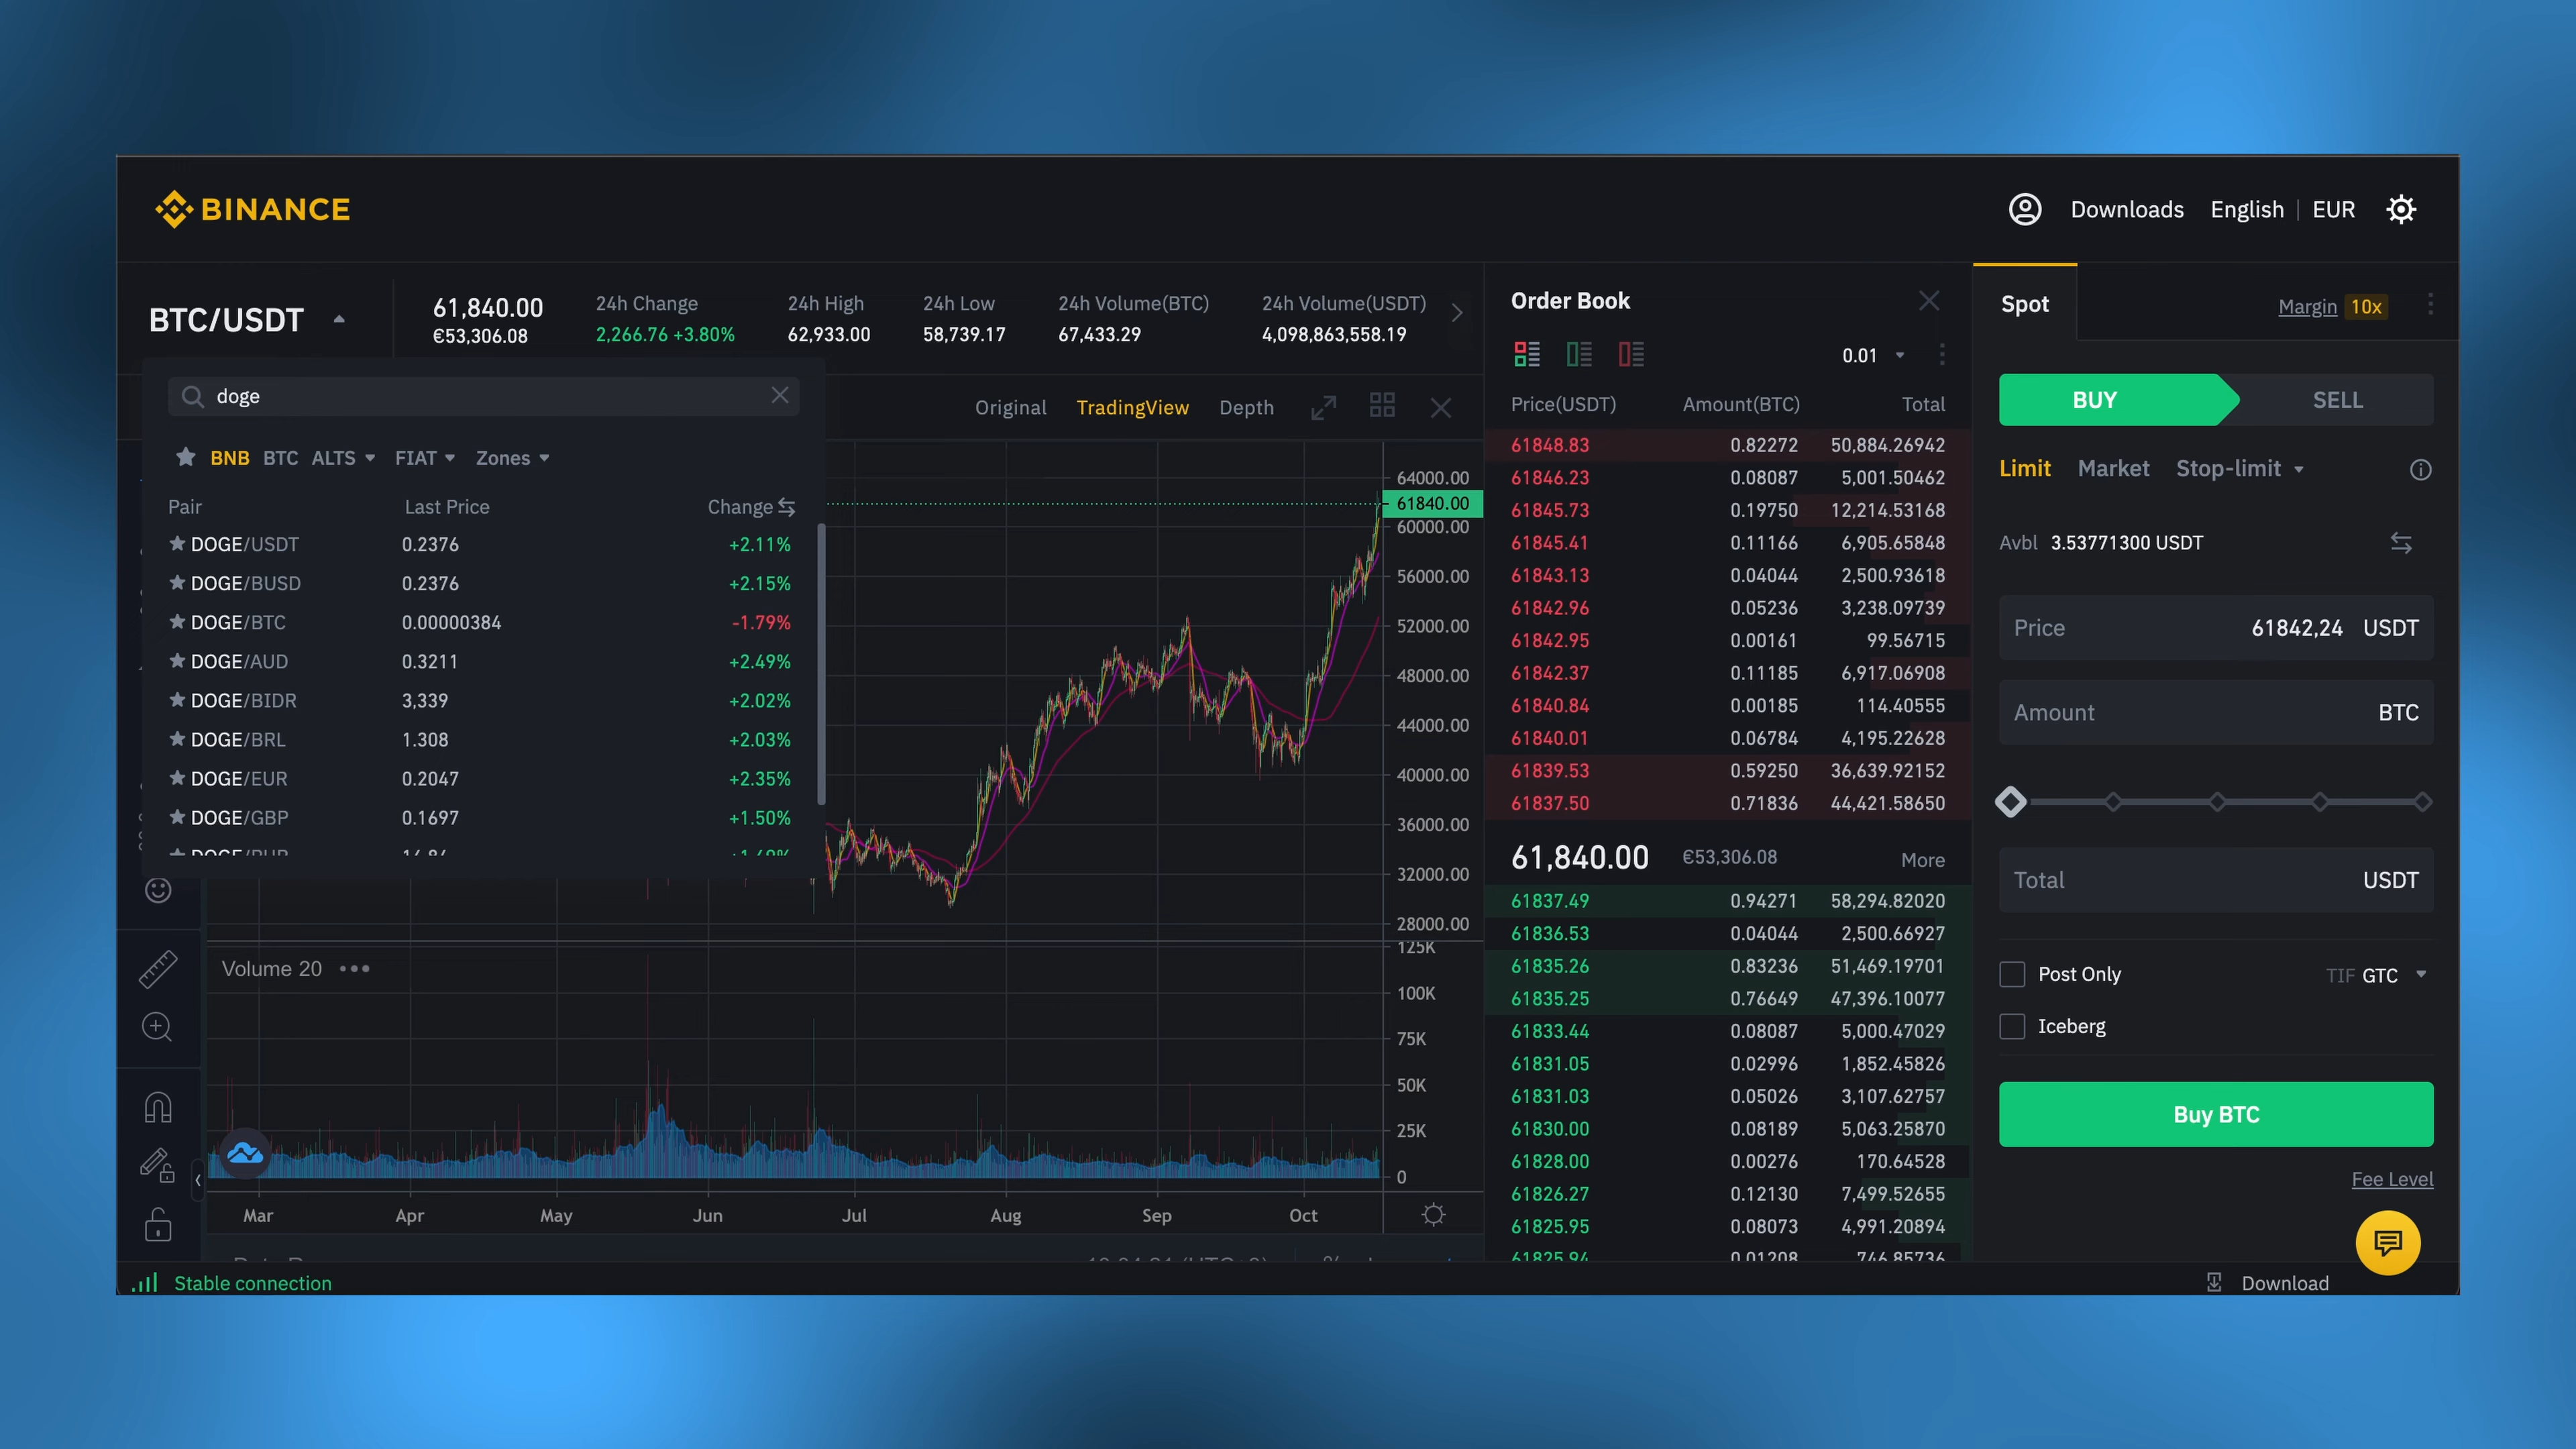 BINANCE
Downloads English | EUR
BTC/USDT
61,840.00
€53,306.08
24h Change
2,266.76 +3.80%
24h High
62,933.00
24h Low
58,739.17
24h Volume(BTC)
67,433.29
24h Volume(USDT)
4,098,863,558.19
doge
BNB BTC ALTS FIAT Zones
Pair Last Price Change
DOGE/USDT 0.2376 +2.11%
DOGE/BUSD 0.2376 +2.15%
DOGE/BTC 0.00000384 -1.79%
DOGE/AUD 0.3211 +2.49%
DOGE/BIDR 3,339 +2.02%
DOGE/BRL 1.308 +2.03%
DOGE/EUR 0.2047 +2.35%
DOGE/GBP 0.1697 +1.50%
Original TradingView Depth
64000.00
61840.00
60000.00
56000.00
52000.00
48000.00
44000.00
40000.00
36000.00
32000.00
28000.00
Volume 20
125K
100K
75K
50K
25K
0
Mar Apr May Jun Jul Aug Sep Oct
Stable connection
Order Book
0.01
Price(USDT) Amount(BTC) Total
61848.83 0.82272 50,884.26942
61846.23 0.08087 5,001.50462
61845.73 0.19750 12,214.53168
61845.41 0.11166 6,905.65848
61843.13 0.04044 2,500.93618
61842.96 0.05236 3,238.09739
61842.95 0.00161 99.56715
61842.37 0.11185 6,917.06908
61840.84 0.00185 114.40555
61840.01 0.06784 4,195.22628
61839.53 0.59250 36,639.92152
61837.50 0.71836 44,421.58650
61,840.00 €53,306.08 More
61837.49 0.94271 58,294.82020
61836.53 0.04044 2,500.66927
61835.26 0.83236 51,469.19701
61835.25 0.76649 47,396.10077
61833.44 0.08087 5,000.47029
61831.05 0.02996 1,852.45826
61831.03 0.05026 3,107.62757
61830.00 0.08189 5,063.25870
61828.00 0.00276 170.64528
61826.27 0.12130 7,499.52655
61825.95 0.08073 4,991.20894
61825.94 0.01208 746.85736
Spot
Margin 10x
BUY SELL
Limit Market Stop-limit
Avbl 3.53771300 USDT
Price 61842,24 USDT
Amount BTC
Total USDT
Post Only TIF GTC
Iceberg
Buy BTC
Fee Level
Download